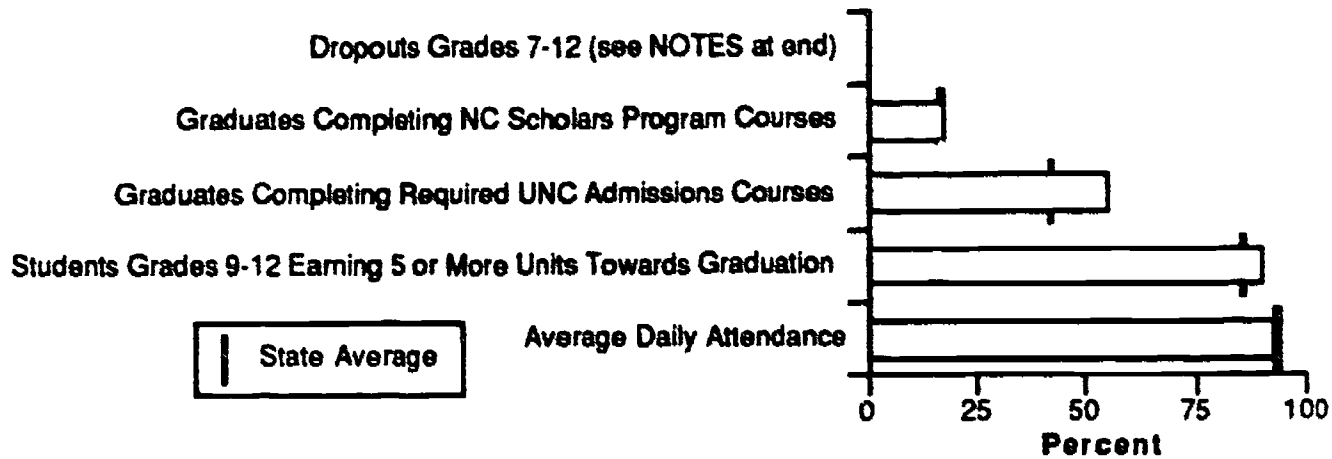 Dropouts Grades 7-12 (see NOTES at end)
Graduates Completing NC Scholars Program Courses
Graduates Completing Required UNC Admissions Courses
Students Grades 9-12 Earning 5 or More Units Towards Graduation
Average Daily Attendance
State Average
0 25 50 75 100
Percent